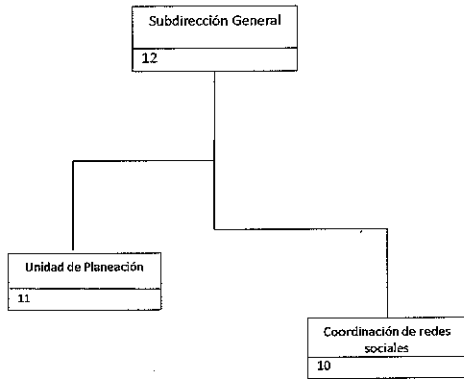 Subdirección General
12
Unidad de Planeación
11
Coordinación de redes
sociales
10